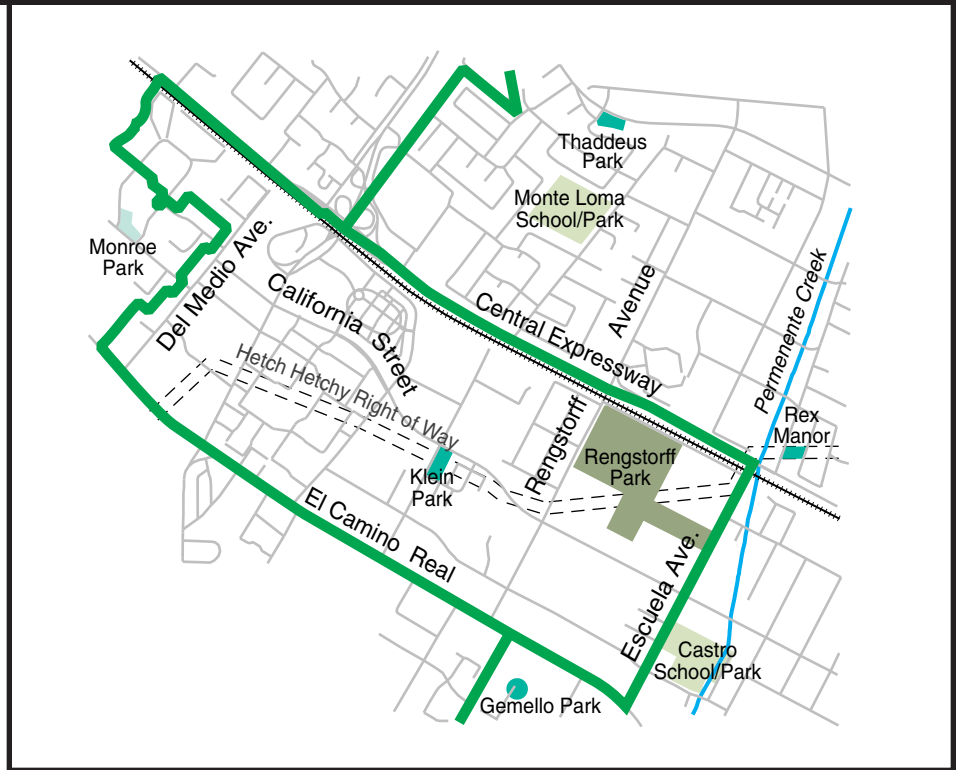 Thaddeus
Park
Monte Loma
School/Park
Monroe
Park
Del Medio Ave.
California Street
Central Expressway
Avenue
Permenente Creek
Hetch Hetchy Right of Way
Rengstorff
Rex
Manor
Rengstorff
Park
Klein
Park
El Camino Real
Escuela Ave.
Castro
School/Park
Gemello Park